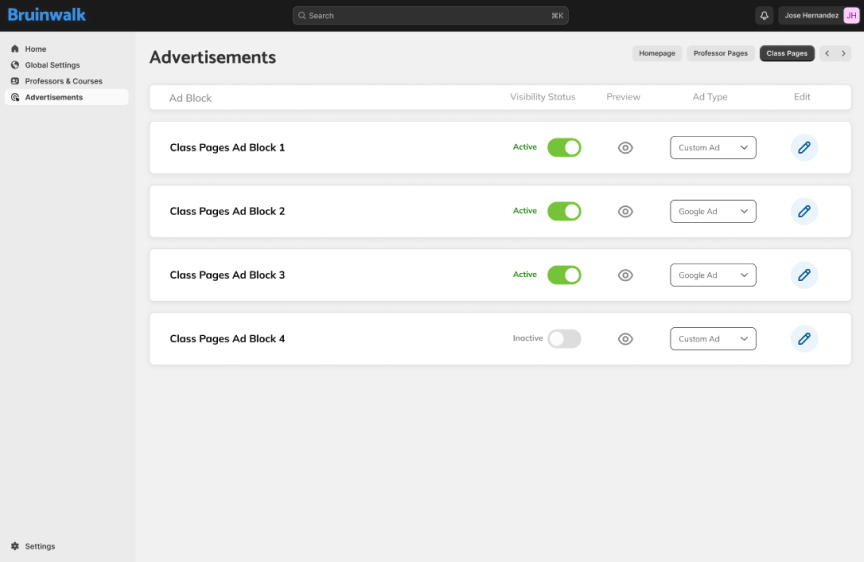 Bruinwalk
Search ⌘K
Jose Hernandez JH
Home
Global Settings
Professors & Courses
Advertisements
Settings
Advertisements
Homepage Professor Pages Class Pages
Ad Block Visibility Status Preview Ad Type Edit
Class Pages Ad Block 1 Active Custom Ad
Class Pages Ad Block 2 Active Google Ad
Class Pages Ad Block 3 Active Google Ad
Class Pages Ad Block 4 Inactive Custom Ad